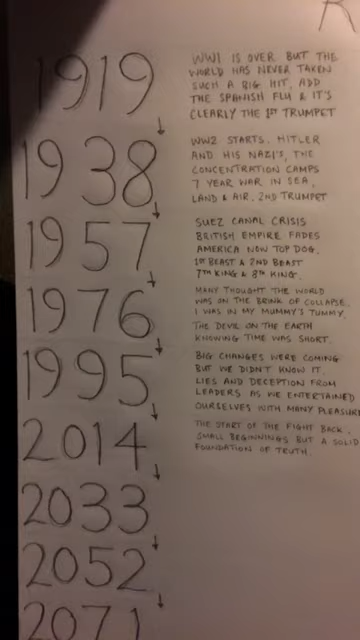 1919
WW1 IS OVER BUT THE
WORLD HAS NEVER TAKEN
SUCH A BIG HIT, ADD
THE SPANISH FLU & IT'S
CLEARLY THE 1ST TRUMPET
1938
WW2 STARTS. HITLER
AND HIS NAZI'S, THE
CONCENTRATION CAMPS
7 YEAR WAR IN SEA,
LAND & AIR. 2ND TRUMPET
1957
SUEZ CANAL CRISIS
BRITISH EMPIRE FADES
AMERICA NOW TOP DOG.
1ST BEAST & 2ND BEAST
7TH KING & 8TH KING.
1976
MANY THOUGHT THE WORLD
WAS ON THE BRINK OF COLLAPSE.
I WAS IN MY MUMMY'S TUMMY.
THE DEVIL ON THE EARTH
KNOWING TIME WAS SHORT.
1995
BIG CHANGES WERE COMING
BUT WE DIDN'T KNOW IT.
LIES AND DECEPTION FROM
LEADERS AS WE ENTERTAINED
OURSELVES WITH MANY PLEASURE
2014
THE START OF THE FIGHT BACK.
SMALL BEGINNINGS BUT A SOLID
FOUNDATION OF TRUTH.
2033
2052
2071